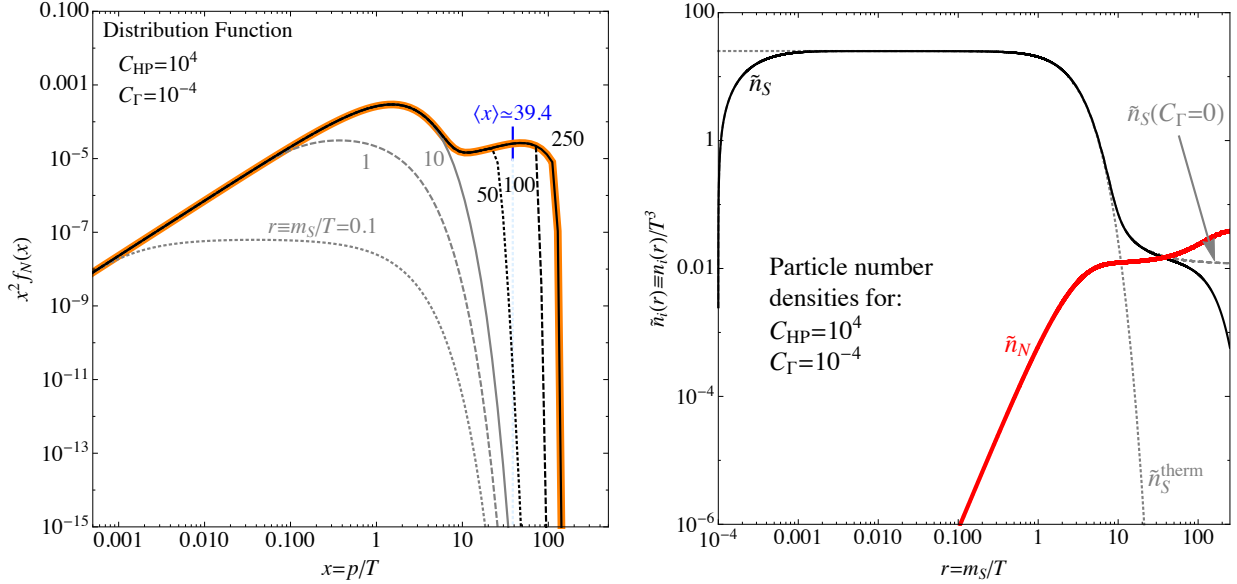 Distribution Function
C_HP=10^4
C_Γ=10^-4
⟨x⟩≃39.4
250
10
1
50
100
r≡m_S/T=0.1
0.100
0.001
10^-5
10^-7
10^-9
10^-11
10^-13
10^-15
x^2 f_N(x)
0.001
0.010
0.100
1
10
100
x=p/T
ñ_S
ñ_S(C_Γ=0)
Particle number
densities for:
C_HP=10^4
C_Γ=10^-4
ñ_N
ñ_S^therm
100
1
0.01
10^-4
10^-6
ñ_i(r)≡n_i(r)/T^3
10^-4
0.001
0.010
0.100
1
10
100
r=m_S/T